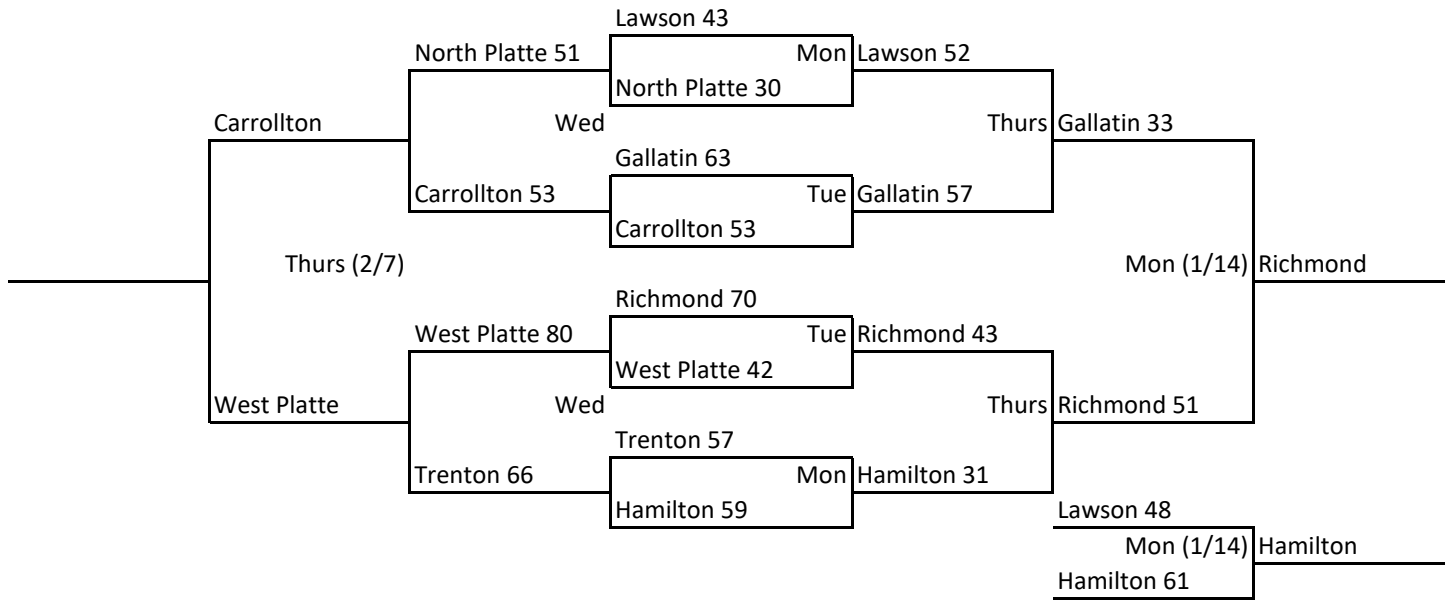 Lawson 43
North Platte 51
Mon
Lawson 52
North Platte 30
Carrollton
Wed
Thurs
Gallatin 33
Gallatin 63
Carrollton 53
Tue
Gallatin 57
Carrollton 53
Thurs (2/7)
Mon (1/14)
Richmond
Richmond 70
West Platte 80
Tue
Richmond 43
West Platte 42
West Platte
Wed
Thurs
Richmond 51
Trenton 57
Trenton 66
Mon
Hamilton 31
Hamilton 59
Lawson 48
Mon (1/14)
Hamilton
Hamilton 61